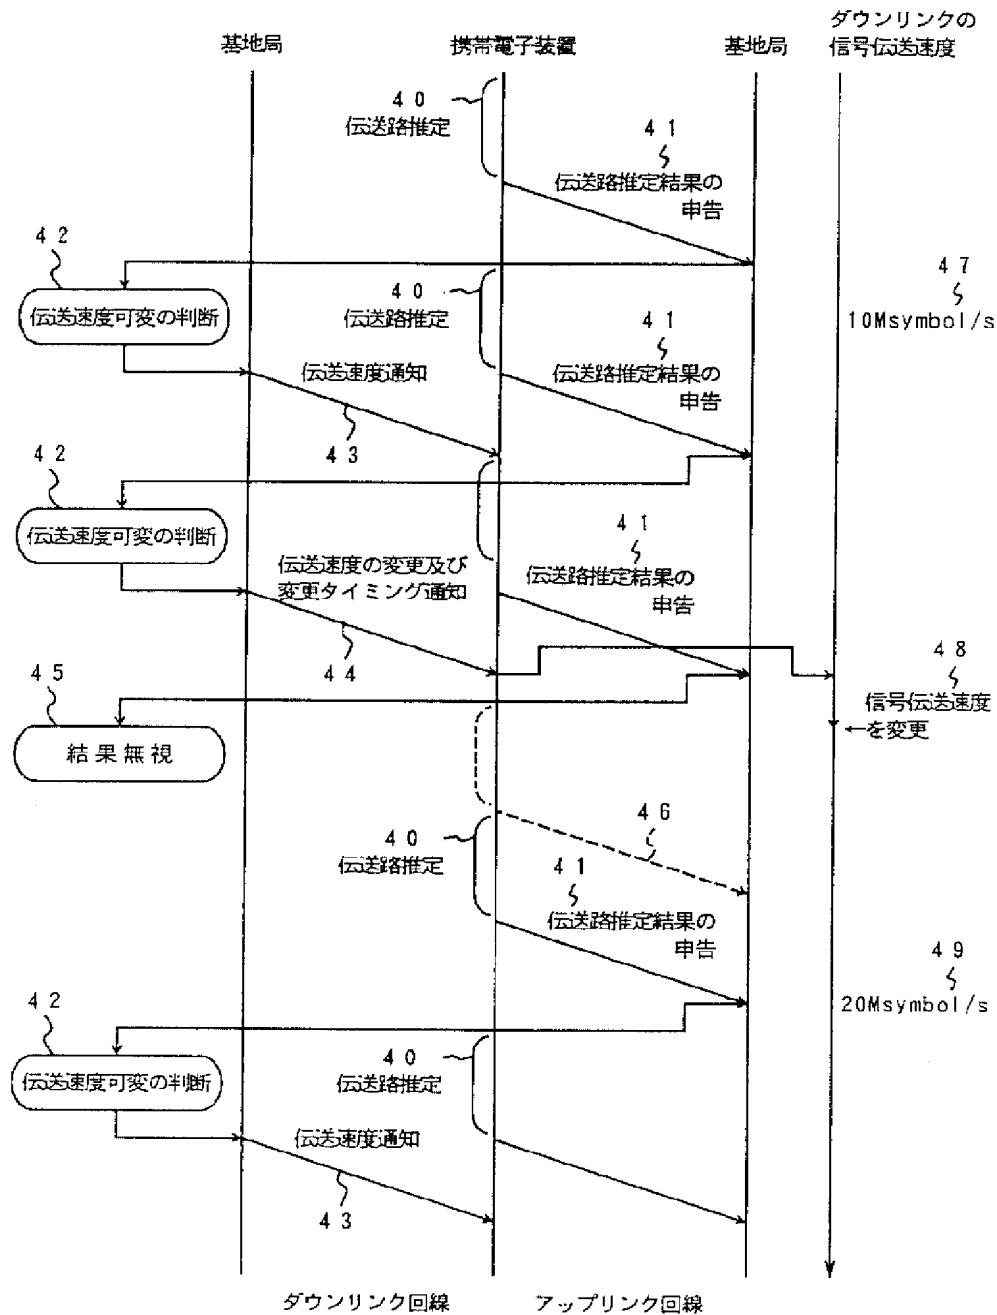 ダウンリンクの
信号伝送速度
基地局
携帯電子装置
基地局
40
伝送路推定
41
伝送路推定結果の
申告
42
伝送速度可変の判断
40
伝送路推定
41
伝送路推定結果の
申告
47
10Msymbol/s
伝送速度通知
43
42
伝送速度可変の判断
伝送速度の変更及び
変更タイミング通知
44
41
伝送路推定結果の
申告
45
結果無視
48
信号伝送速度
←を変更
40
伝送路推定
46
41
伝送路推定結果の
申告
49
20Msymbol/s
42
伝送速度可変の判断
40
伝送路推定
伝送速度通知
43
ダウンリンク回線
アップリンク回線